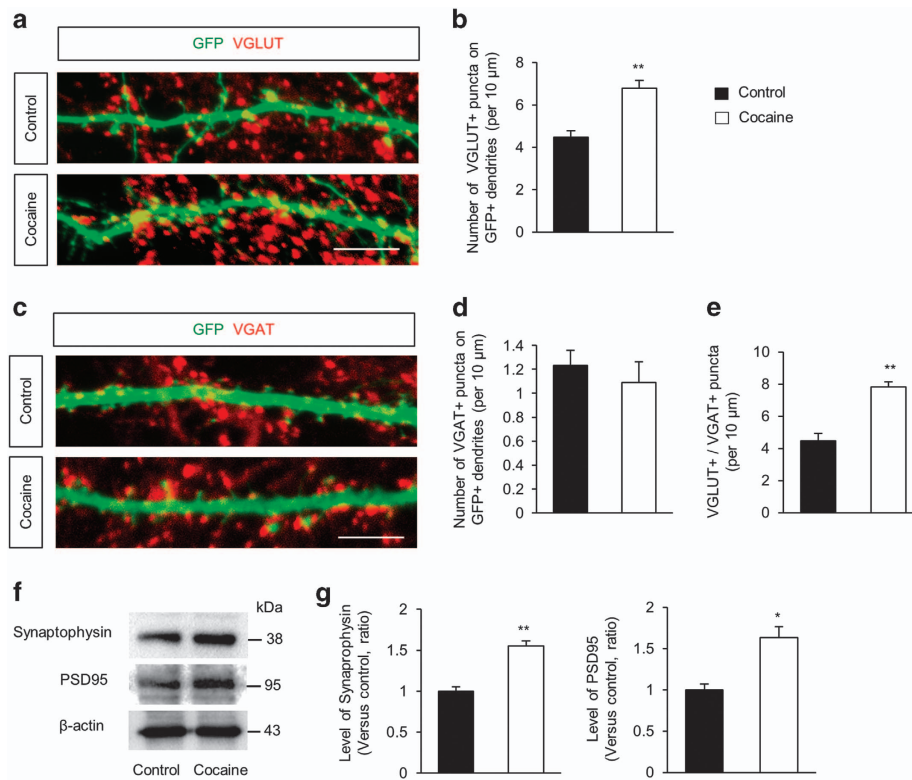 a
GFP VGLUT
Control
Cocaine
b
Number of VGLUT+ puncta on
GFP+ dendrites (per 10 µm)
8
6
4
2
0
**
Control
Cocaine
c
GFP VGAT
Control
Cocaine
d
Number of VGAT+ puncta on
GFP+ dendrites (per 10 µm)
1.4
1.2
1
1.2
0.6
0.4
0.2
0
e
VGLUT+ / VGAT+ puncta
(per 10 µm)
10
8
6
4
2
0
**
f
kDa
Synaptophysin
38
PSD95
95
β-actin
43
Control Cocaine
g
Level of Synaprophysin
(Versus control, ratio)
2
1.5
1
0.5
0
**
Level of PSD95
(Versus control, ratio)
2
1.5
1
0.5
0
*